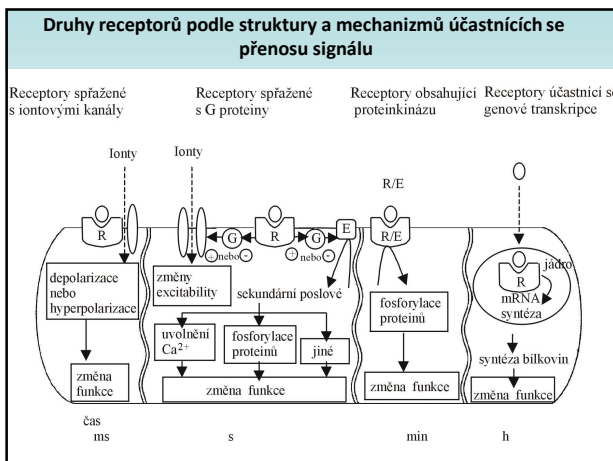 Druhy receptorů podle struktury a mechanizmů účastnících se
přenosu signálu
Receptory spřažené
s iontovými kanály
Receptory spřažené
s G proteiny
Receptory obsahující
proteinkinázu
Receptory účastnící se
genové transkripce
Ionty
Ionty
R/E
R
G
R
G
E
R/E
+ nebo -
+ nebo -
jádro
R
mRNA
syntéza
depolarizace
nebo
hyperpolarizace
změny
excitability
sekundární poslové
fosforylace
proteinů
uvolnění
Ca2+
fosforylace
proteinů
jiné
syntéza bílkovin
změna
funkce
změna funkce
změna funkce
změna funkce
čas
ms
s
min
h